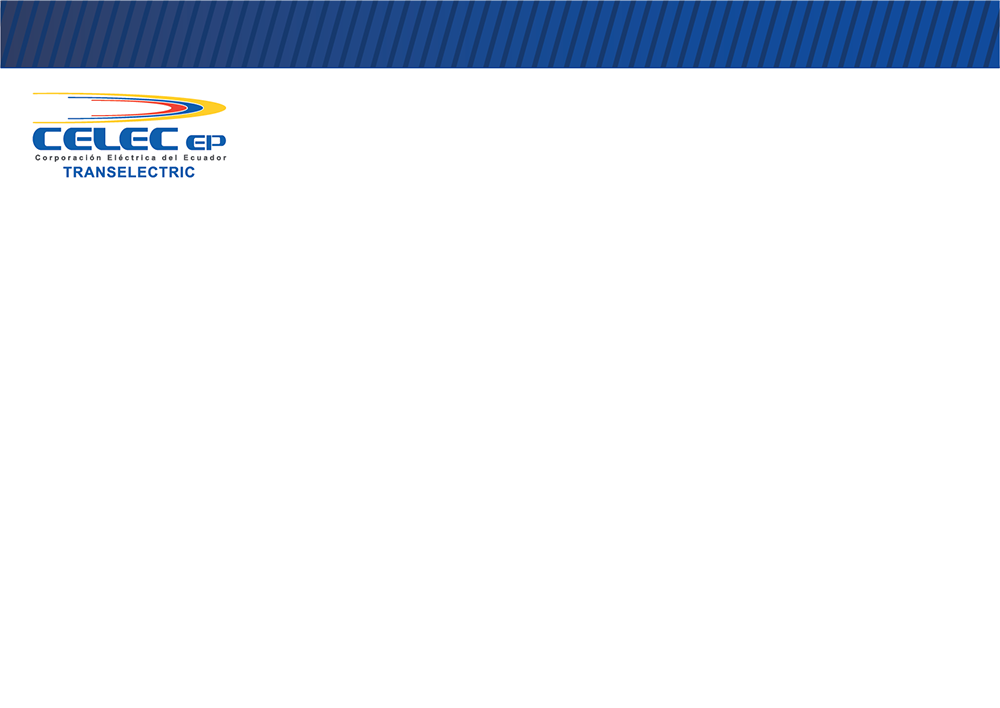 CELEC EP
Corporación Eléctrica del Ecuador
TRANSELECTRIC